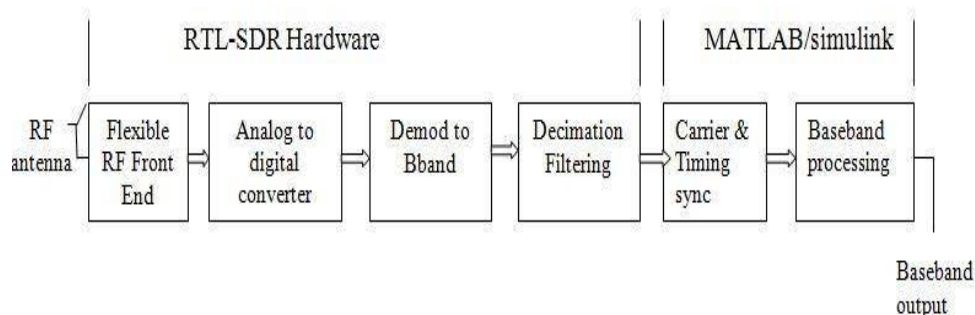 RTL-SDR Hardware
MATLAB/simulink
RF
antenna
Flexible
RF Front
End
Analog to
digital
converter
Demod to
Bband
Decimation
Filtering
Carrier &
Timing
sync
Baseband
processing
Baseband
output